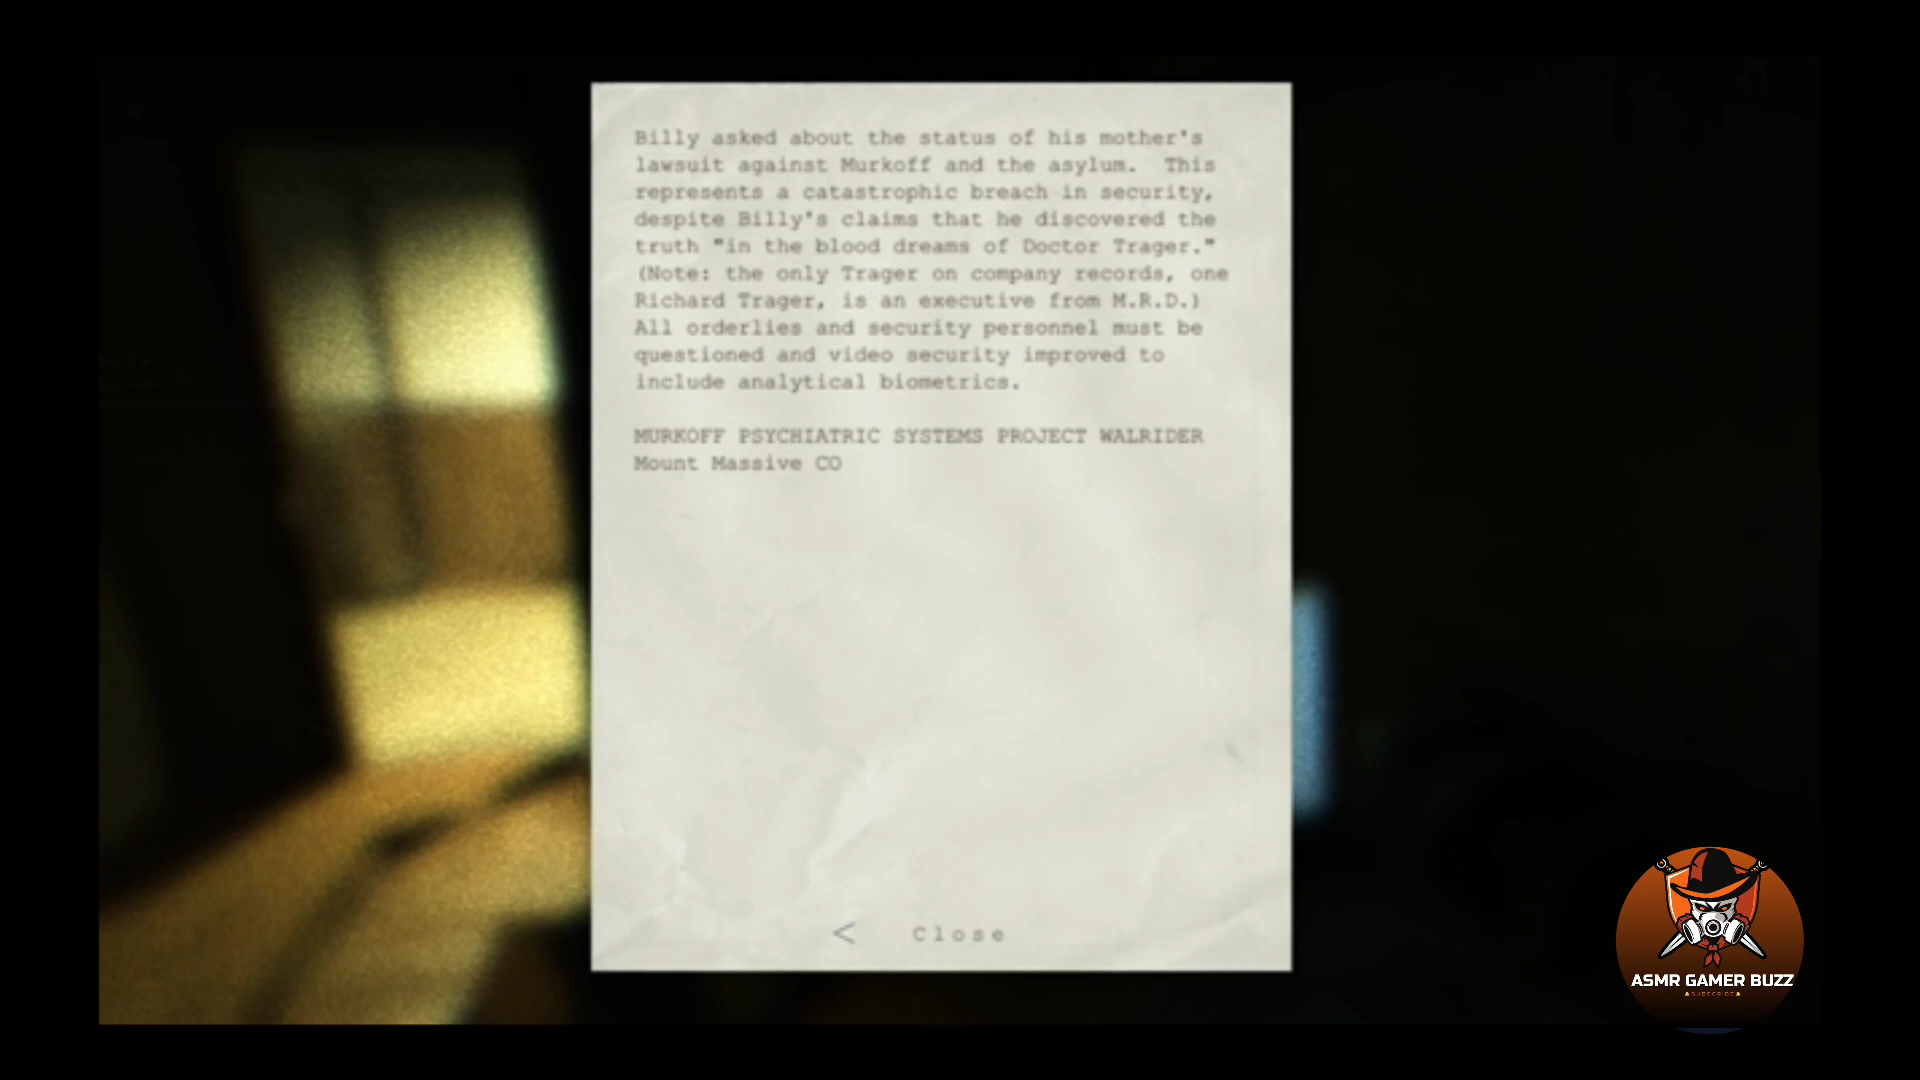 Billy asked about the status of his mother's
lawsuit against Murkoff and the asylum.  This
represents a catastrophic breach in security,
despite Billy's claims that he discovered the
truth "in the blood dreams of Doctor Trager."
(Note: the only Trager on company records, one
Richard Trager, is an executive from M.R.D.)
All orderlies and security personnel must be
questioned and video security improved to
include analytical biometrics.

MURKOFF PSYCHIATRIC SYSTEMS PROJECT WALRIDER
Mount Massive CO
< Close
ASMR GAMER BUZZ
SUBSCRIBE